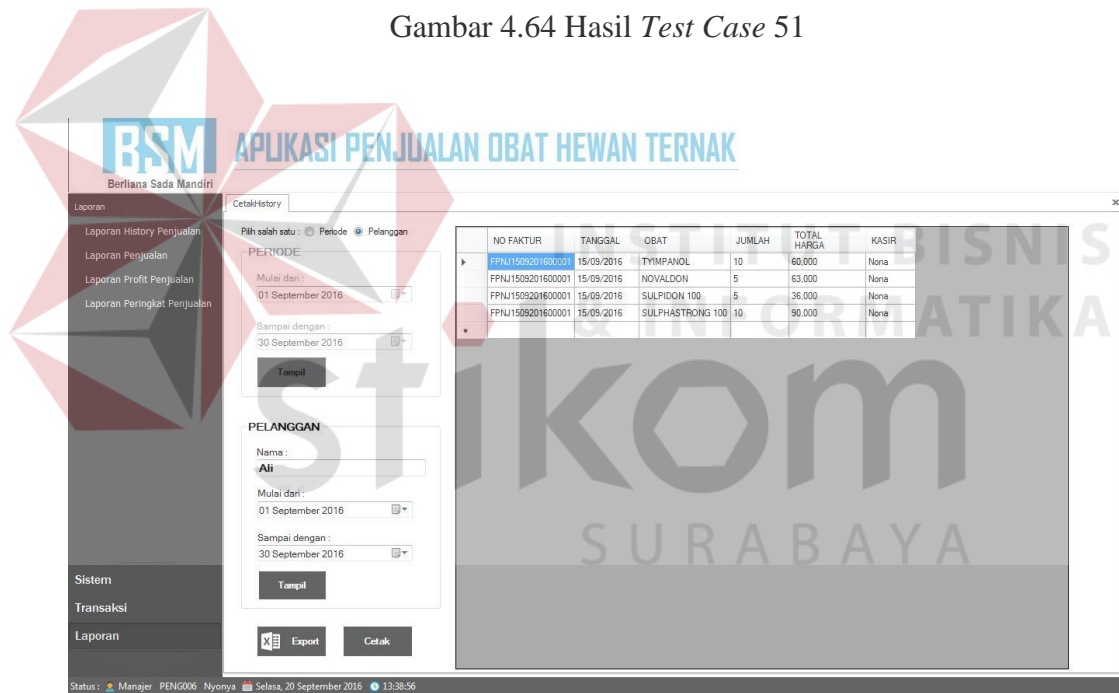 Gambar 4.64 Hasil Test Case 51
BSM
Berliana Sada Mandiri
APLIKASI PENJUALAN OBAT HEWAN TERNAK
Laporan
Laporan History Penjualan
Laporan Penjualan
Laporan Profit Penjualan
Laporan Peringkat Penjualan
Sistem
Transaksi
Laporan
CetakHistory
Pilih salah satu : Periode Pelanggan
PERIODE
Mulai dari :
01 September 2016
Sampai dengan :
30 September 2016
Tampil
PELANGGAN
Nama :
Ali
Mulai dari :
01 September 2016
Sampai dengan :
30 September 2016
Tampil
Export Cetak
NO FAKTUR TANGGAL OBAT JUMLAH TOTAL HARGA KASIR
FPNJ1509201600001 15/09/2016 TYIMPANOL 10 60.000 Nona
FPNJ1509201600001 15/09/2016 NOVALDON 5 63.000 Nona
FPNJ1509201600001 15/09/2016 SULPIDON 100 5 36.000 Nona
FPNJ1509201600001 15/09/2016 SULPHASTRONG 100 10 90.000 Nona
INSTITUT BISNIS
& INFORMATIKA
stikom
SURABAYA
Status : Manajer PENG006 Nyonya Selasa, 20 September 2016 13:38:56